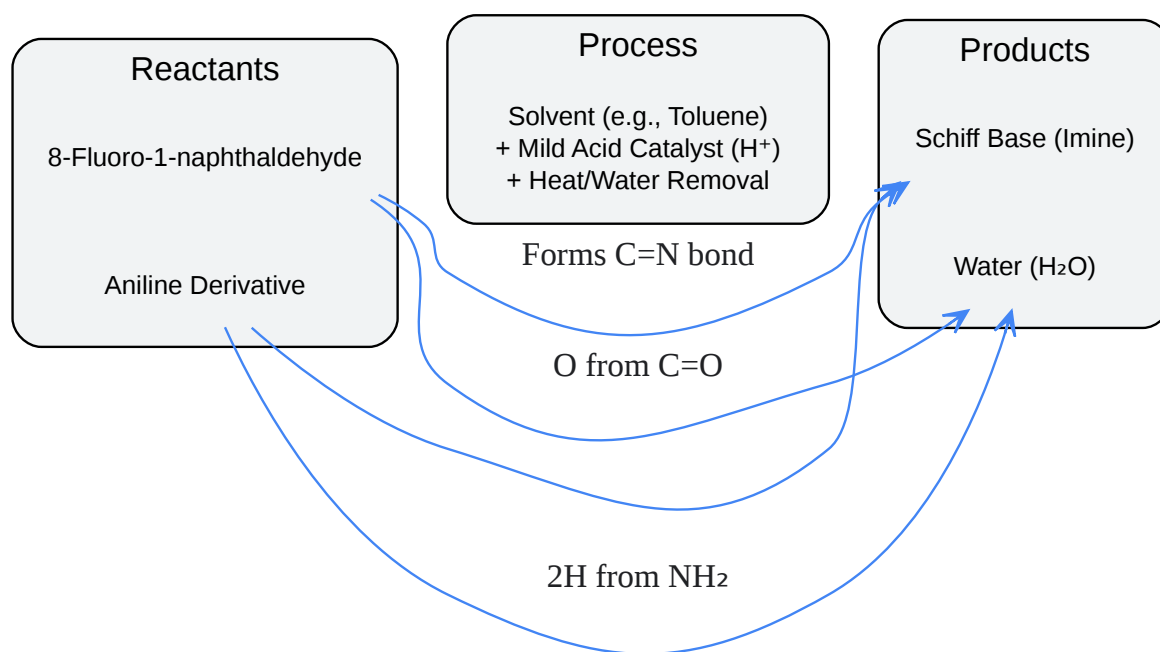 Reactants
8-Fluoro-1-naphthaldehyde
Aniline Derivative
Process
Solvent (e.g., Toluene)
+ Mild Acid Catalyst (H⁺)
+ Heat/Water Removal
Products
Schiff Base (Imine)
Water (H₂O)
Forms C=N bond
O from C=O
2H from NH₂